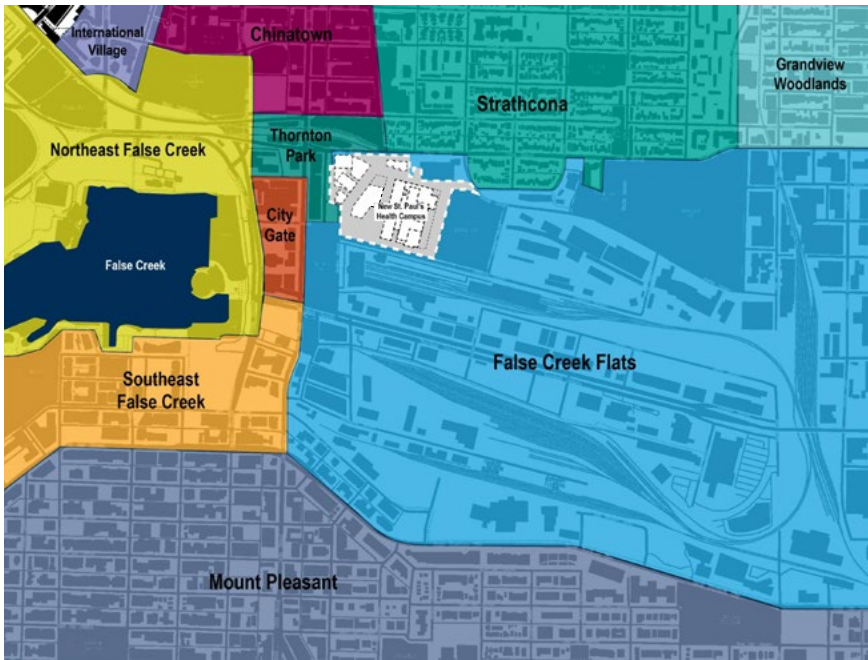 International
Village
Chinatown
Grandview
Woodlands
Strathcona
Northeast False Creek
Thornton
Park
New St. Paul's
Health Campus
City
Gate
False Creek
False Creek Flats
Southeast
False Creek
Mount Pleasant